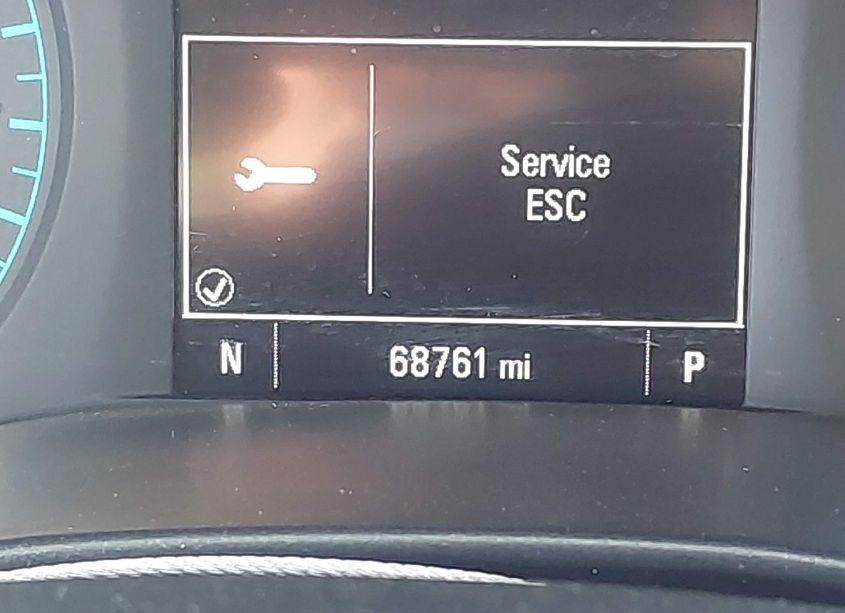 Service
ESC
N 68761 mi P